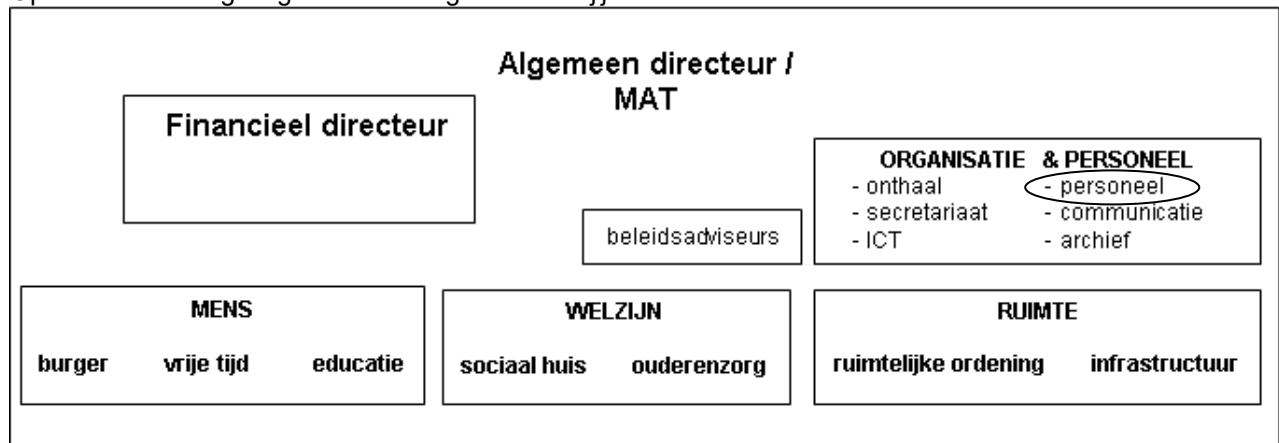 Algemeen directeur /
MAT
Financieel directeur
ORGANISATIE & PERSONEEL
- onthaal - personeel
- secretariaat - communicatie
- ICT - archief
beleidsadviseurs
MENS
burger vrije tijd educatie
WELZIJN
sociaal huis ouderenzorg
RUIMTE
ruimtelijke ordening infrastructuur